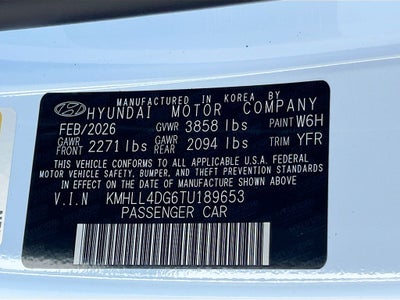 MANUFACTURED IN KOREA BY
HYUNDAI MOTOR COMPANY
FEB/2026 GVWR 3858 lbs PAINT W6H
GAWR FRONT 2271 lbs GAWR REAR 2094 lbs TRIM YFR
THIS VEHICLE CONFORMS TO ALL APPLICABLE U.S.A. FEDERAL
MOTOR VEHICLE SAFETY, BUMPER, AND THEFT PREVENTION STANDARDS
IN EFFECT ON THE DATE OF MANUFACTURE SHOWN ABOVE
V.I.N KMHLL4DG6TU189653
PASSENGER CAR